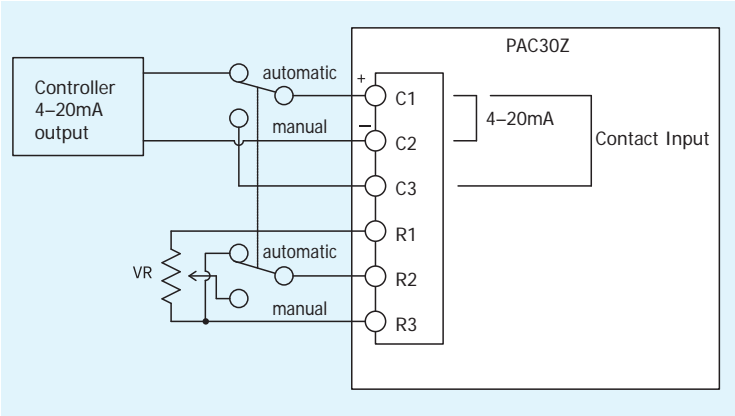 PAC30Z
Controller
4–20mA
output
automatic
+
C1
manual
–
C2
4–20mA
Contact Input
C3
R1
automatic
VR
R2
manual
R3